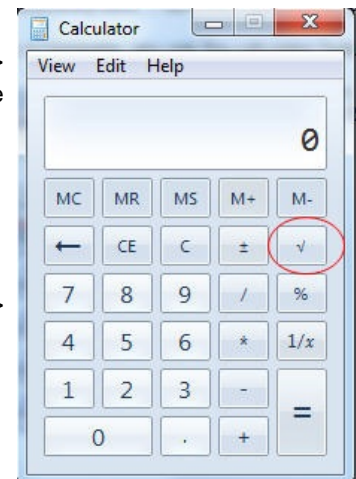 Calculator
View Edit Help
e
0
MC MR MS M+ M-
← CE C ± √
7 8 9 / %
4 5 6 * 1/x
1 2 3 - =
0 . +